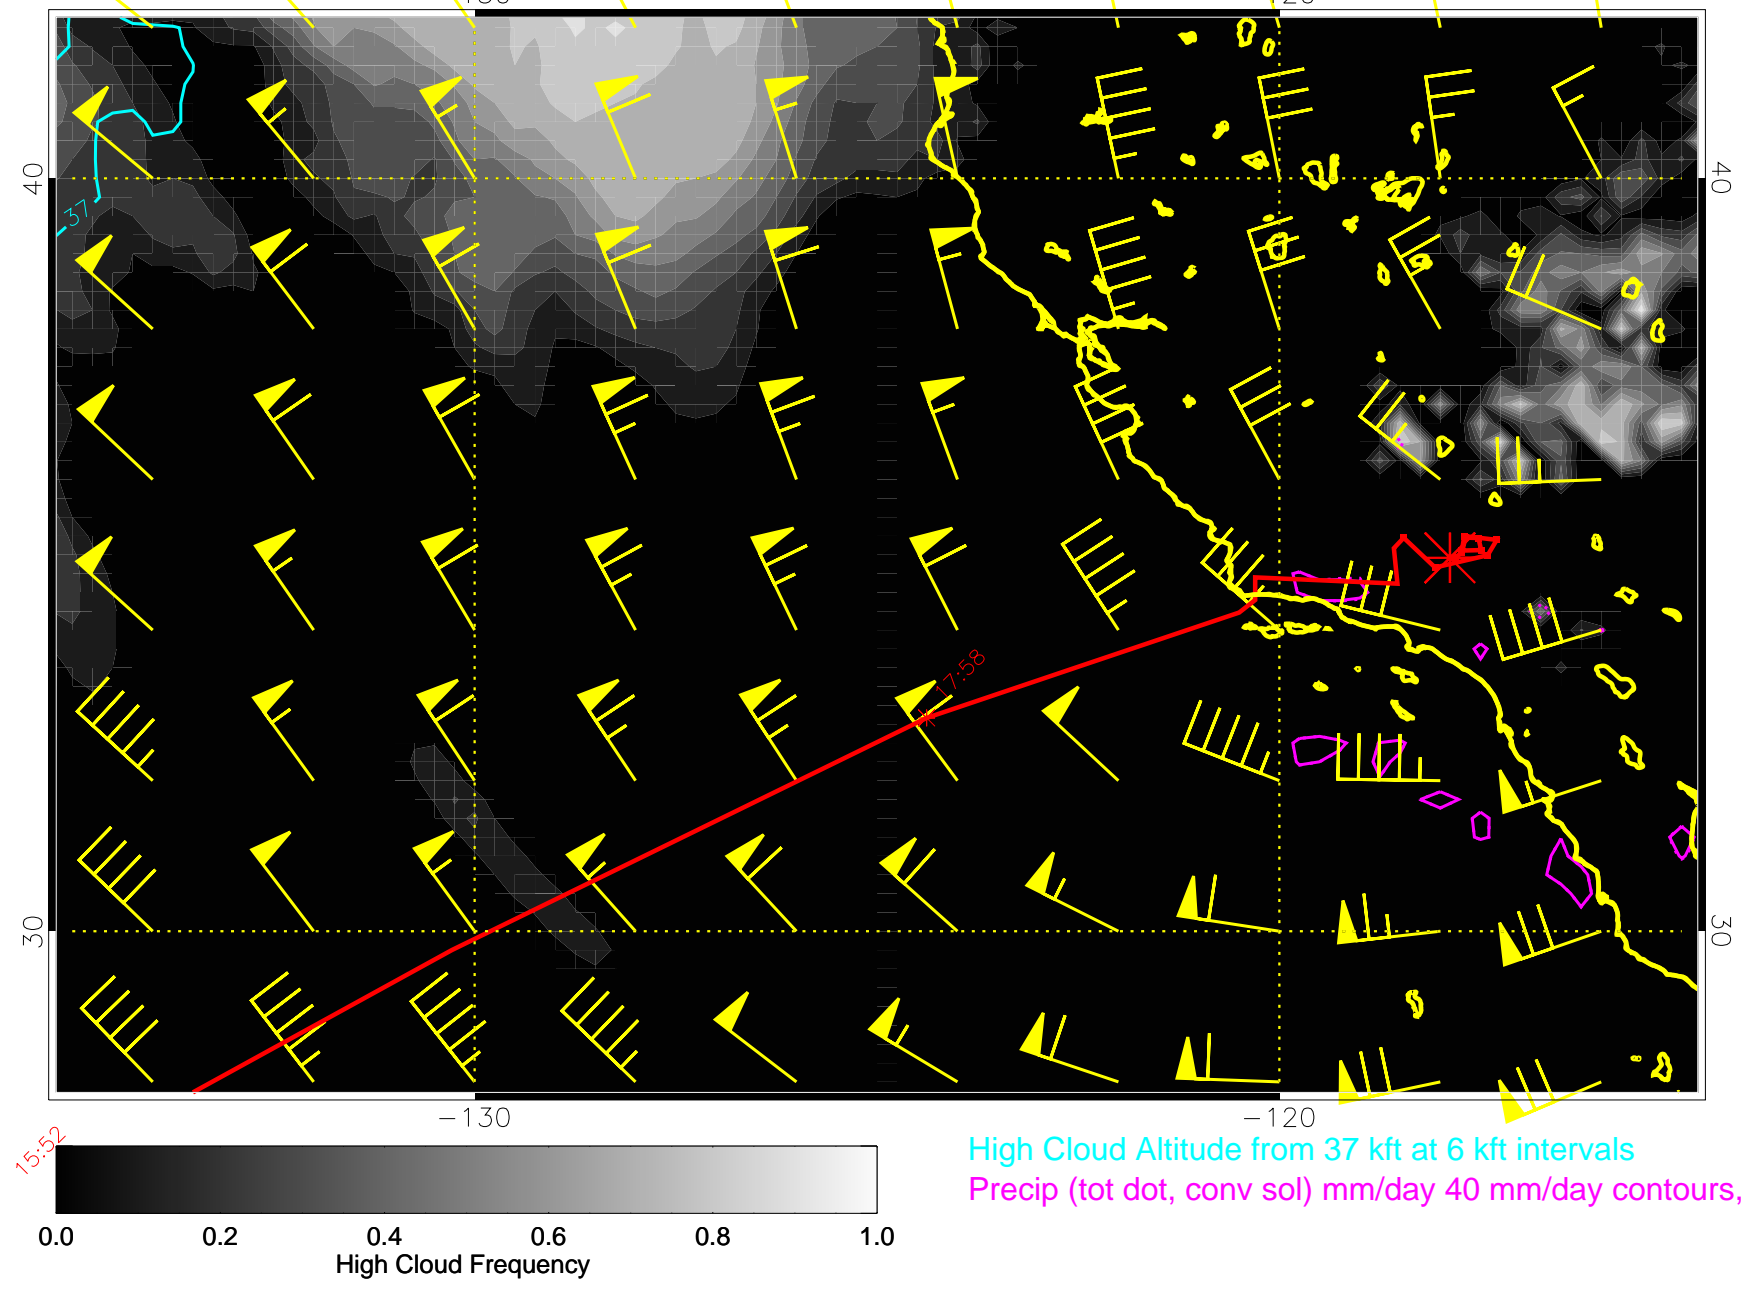 40
40
37
17:58
30
30
-130
-120
15:52
High Cloud Altitude from 37 kft at 6 kft intervals
Precip (tot dot, conv sol) mm/day 40 mm/day contours,
0.0 0.2 0.4 0.6 0.8 1.0
High Cloud Frequency